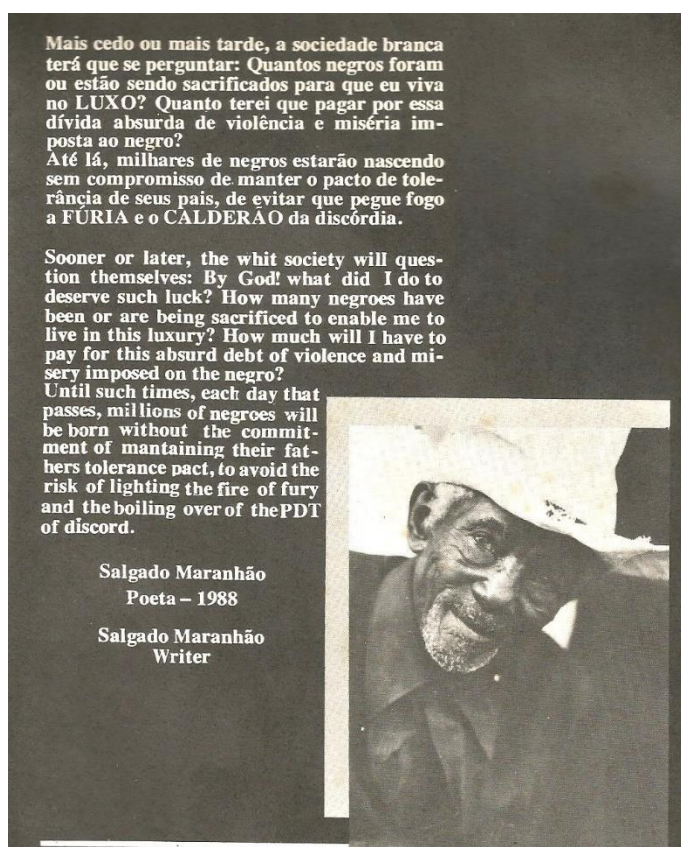 Mais cedo ou mais tarde, a sociedade branca
terá que se perguntar: Quantos negros foram
ou estão sendo sacrificados para que eu viva
no LUXO? Quanto terei que pagar por essa
dívida absurda de violência e miséria im-
posta ao negro?
Até lá, milhares de negros estarão nascendo
sem compromisso de manter o pacto de tole-
rância de seus pais, de evitar que pegue fogo
a FÚRIA e o CALDERÃO da discórdia.
Sooner or later, the whit society will ques-
tion themselves: By God! what did I do to
deserve such luck? How many negroes have
been or are being sacrificed to enable me to
live in this luxury? How much will I have to
pay for this absurd debt of violence and mi-
sery imposed on the negro?
Until such times, each day that
passes, millions of negroes will
be born without the commit-
ment of mantaining their fat-
hers tolerance pact, to avoid the
risk of lighting the fire of fury
and the boiling over of thePDT
of discord.
Salgado Maranhão
Poeta – 1988
Salgado Maranhão
Writer